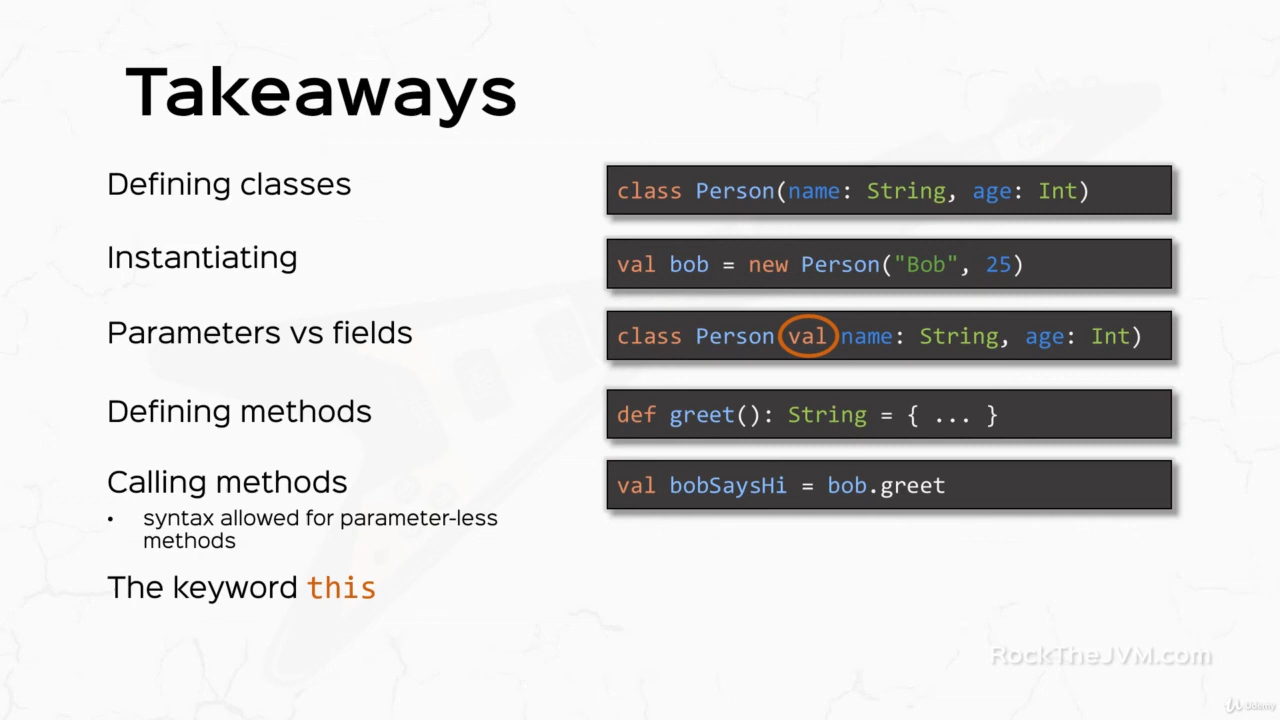 Takeaways
Defining classes
class Person(name: String, age: Int)
Instantiating
val bob = new Person("Bob", 25)
Parameters vs fields
class Person val name: String, age: Int)
Defining methods
def greet(): String = { ... }
Calling methods
val bobSaysHi = bob.greet
• syntax allowed for parameter-less
methods
The keyword this
RockTheJVM.com
Udemy